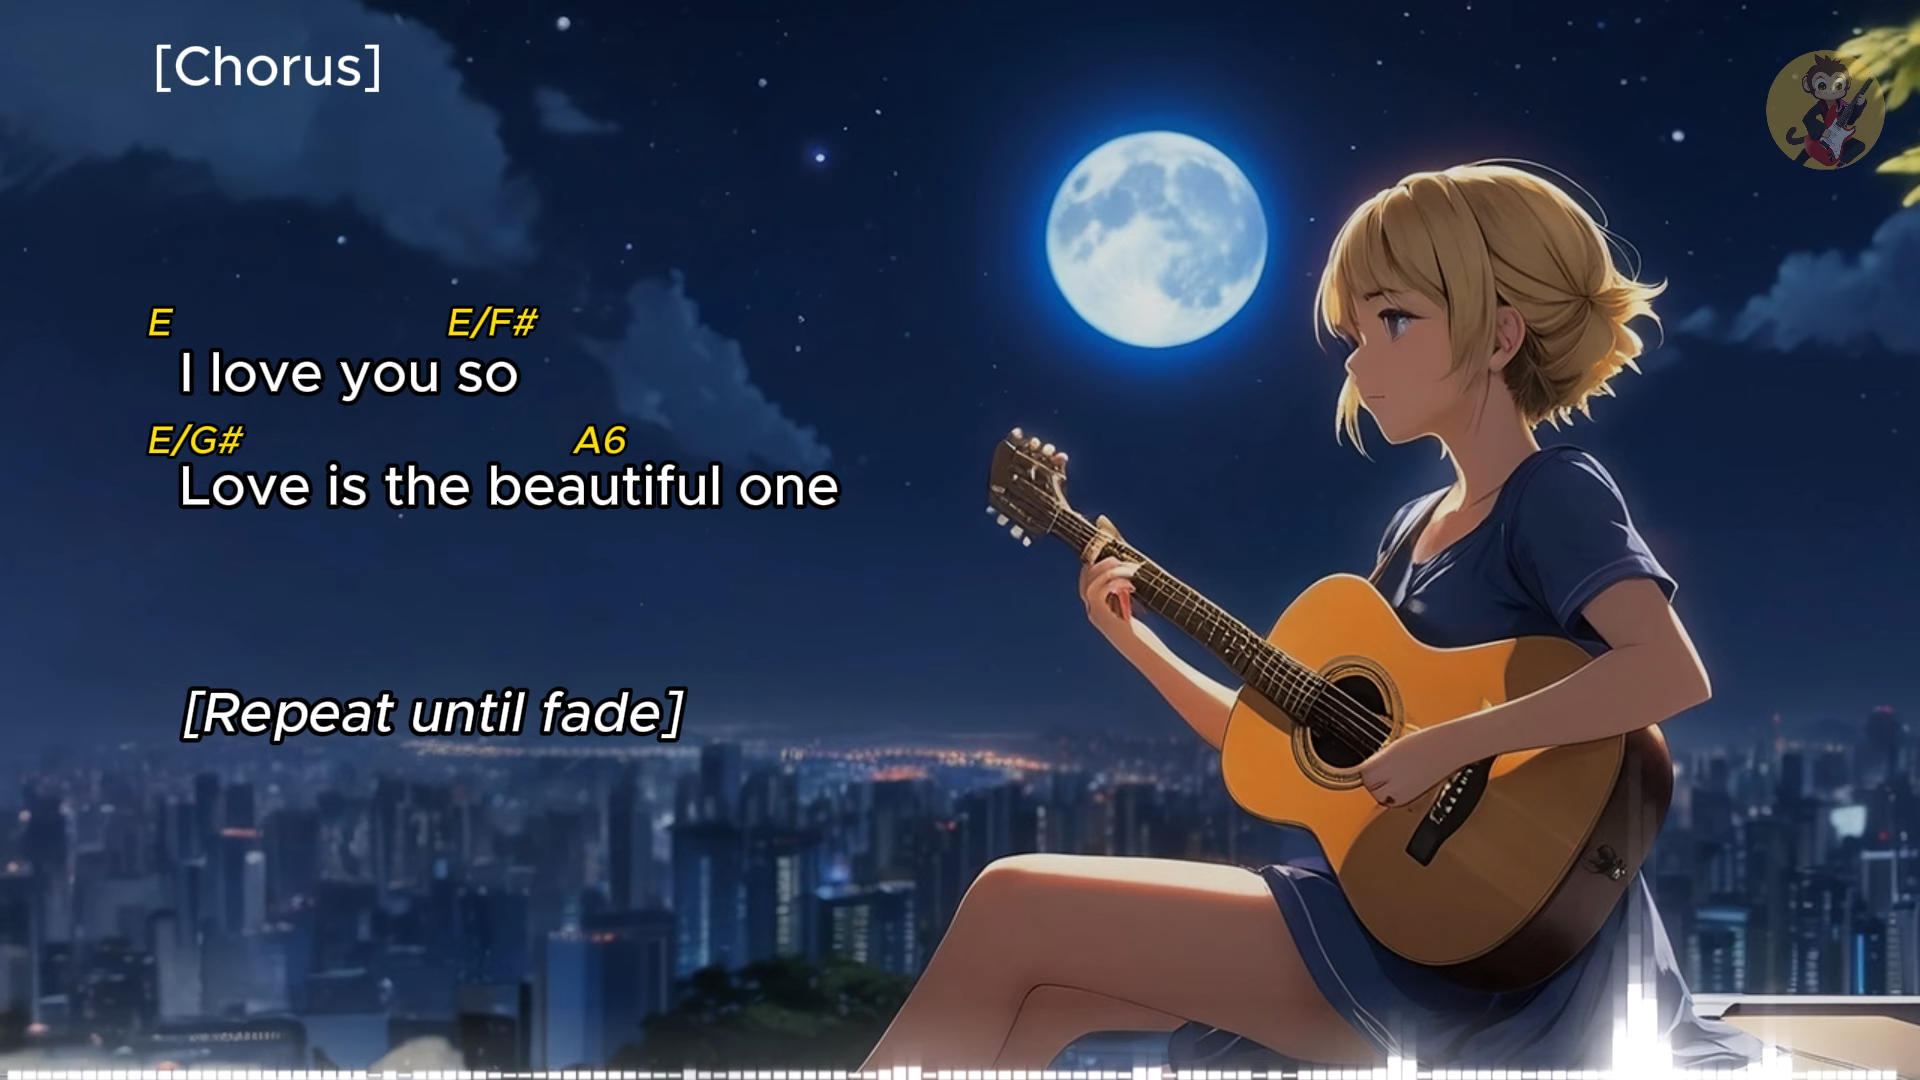 [Chorus]
E E/F#
I love you so
E/G# A6
Love is the beautiful one
[Repeat until fade]